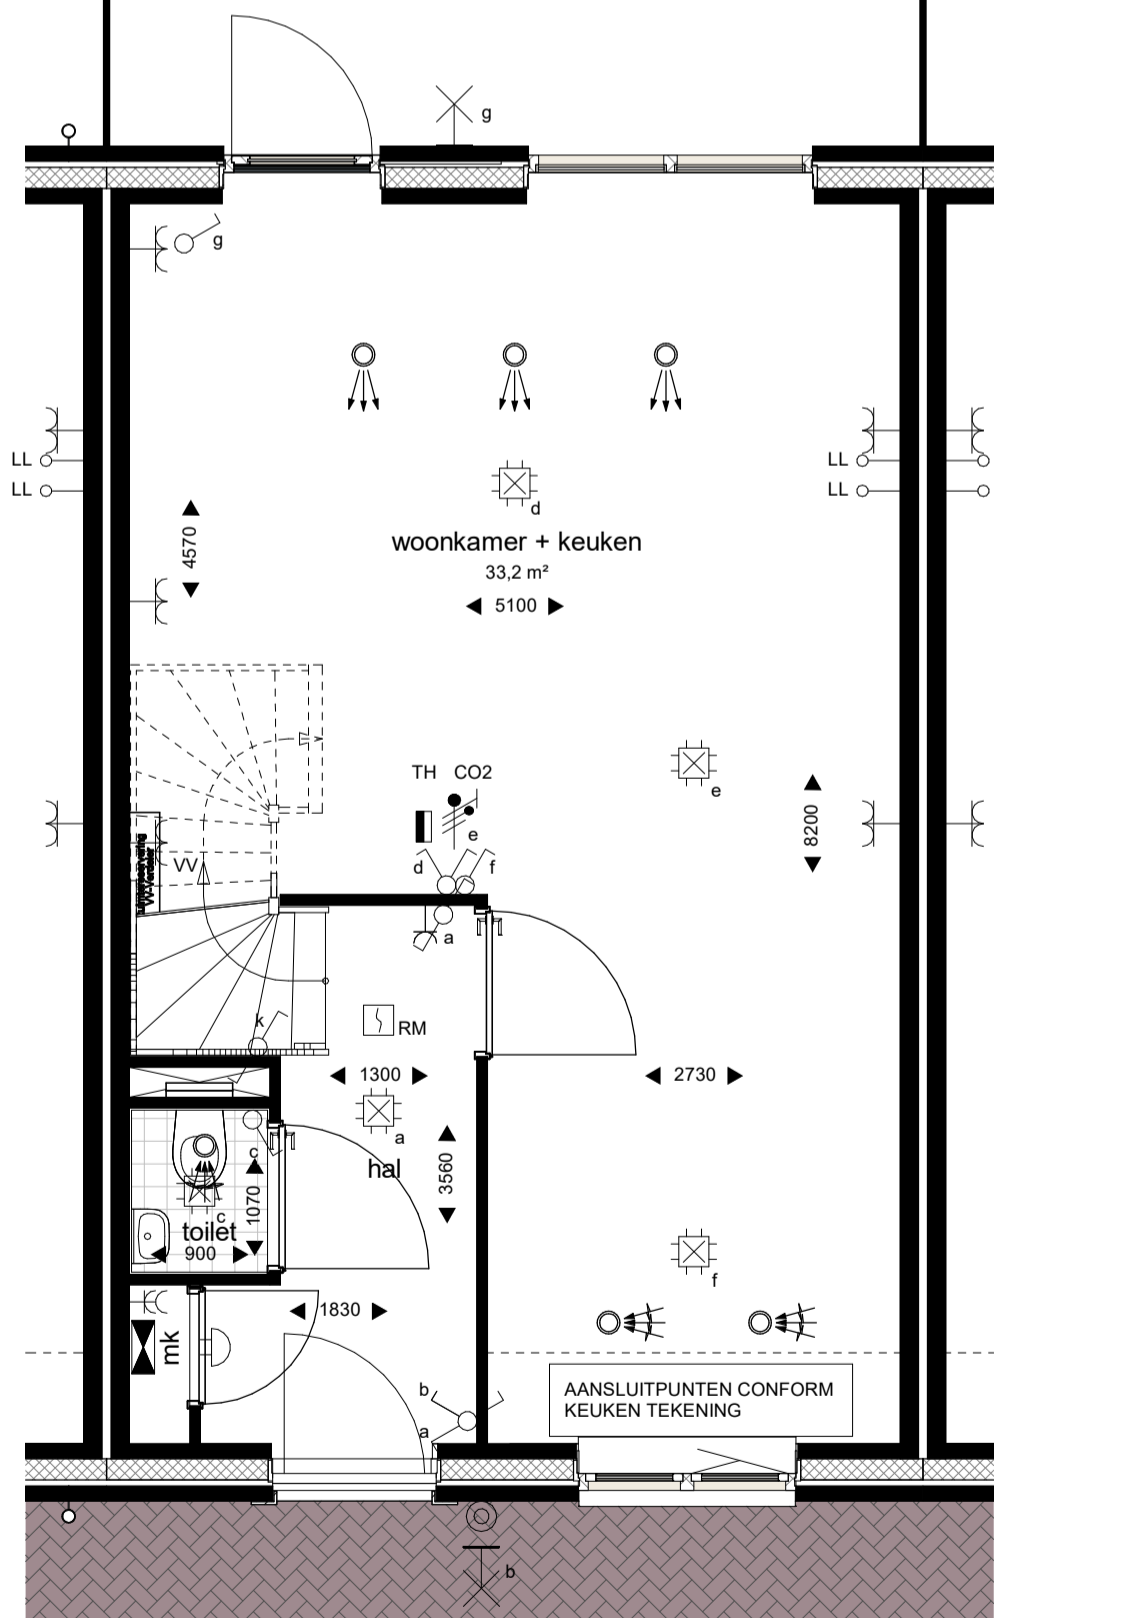 g
g
LL
LL
LL
LL
d
woonkamer + keuken
33,2 m²
5100
4570
e
TH CO2
8200
e
d
f
VV
a
k
RM
1300
2730
a
hal
3560
c
1070
c
toilet
900
f
1830
mk
b
a
AANSLUITPUNTEN CONFORM
KEUKEN TEKENING
b